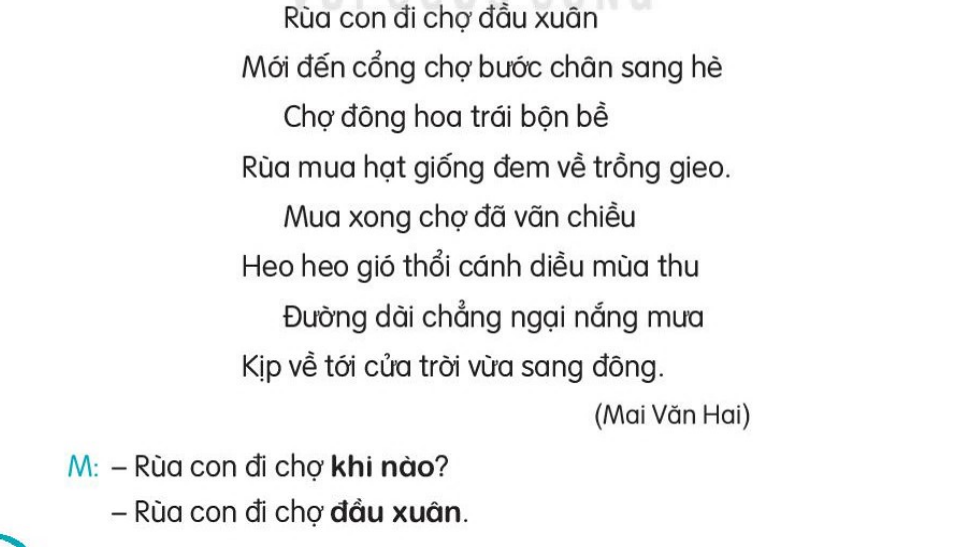 Rùa con đi chợ đầu xuân
Mới đến cổng chợ bước chân sang hè
Chợ đông hoa trái bộn bề
Rùa mua hạt giống đem về trồng gieo.
Mua xong chợ đã vãn chiều
Heo heo gió thổi cánh diều mùa thu
Đường dài chẳng ngại nắng mưa
Kịp về tới cửa trời vừa sang đông.
(Mai Văn Hai)
M: – Rùa con đi chợ khi nào?
– Rùa con đi chợ đầu xuân.